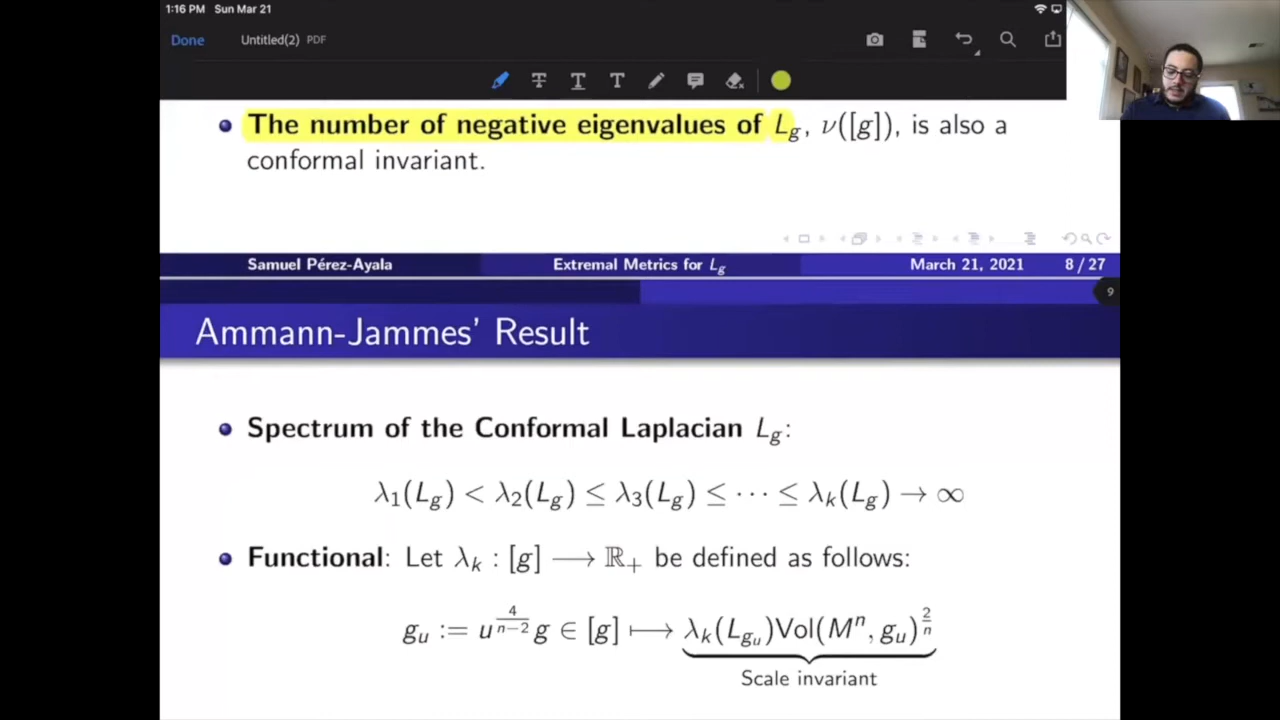 1:16 PM Sun Mar 21
Done Untitled(2) PDF
• The number of negative eigenvalues of L_g, ν([g]), is also a
conformal invariant.
Samuel Pérez-Ayala Extremal Metrics for L_g March 21, 2021 8 / 27
9
Ammann-Jammes' Result
• Spectrum of the Conformal Laplacian L_g:
λ_1(L_g) < λ_2(L_g) ≤ λ_3(L_g) ≤ ··· ≤ λ_k(L_g) → ∞
• Functional: Let λ_k : [g] ⟶ ℝ_+ be defined as follows:
g_u := u^{4/(n−2)} g ∈ [g] ⟼ λ_k(L_{g_u})Vol(M^n, g_u)^{2/n}
Scale invariant